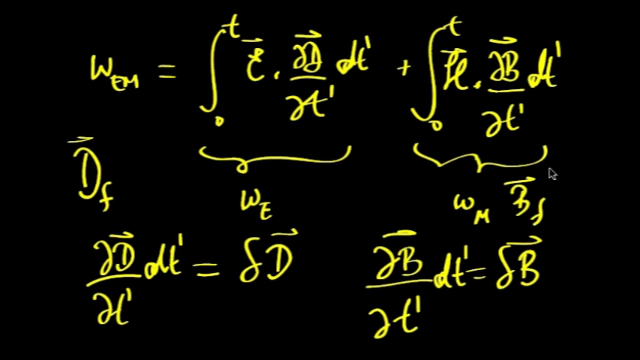 W_EM = ∫₀ᵗ Ɛ⃗ · ∂D⃗/∂t' dt' + ∫₀ᵗ H⃗ · ∂B⃗/∂t' dt'
D⃗_f W_E W_M B⃗_f
∂D⃗/∂t' dt' = δD⃗ ∂B⃗/∂t' dt' = δB⃗